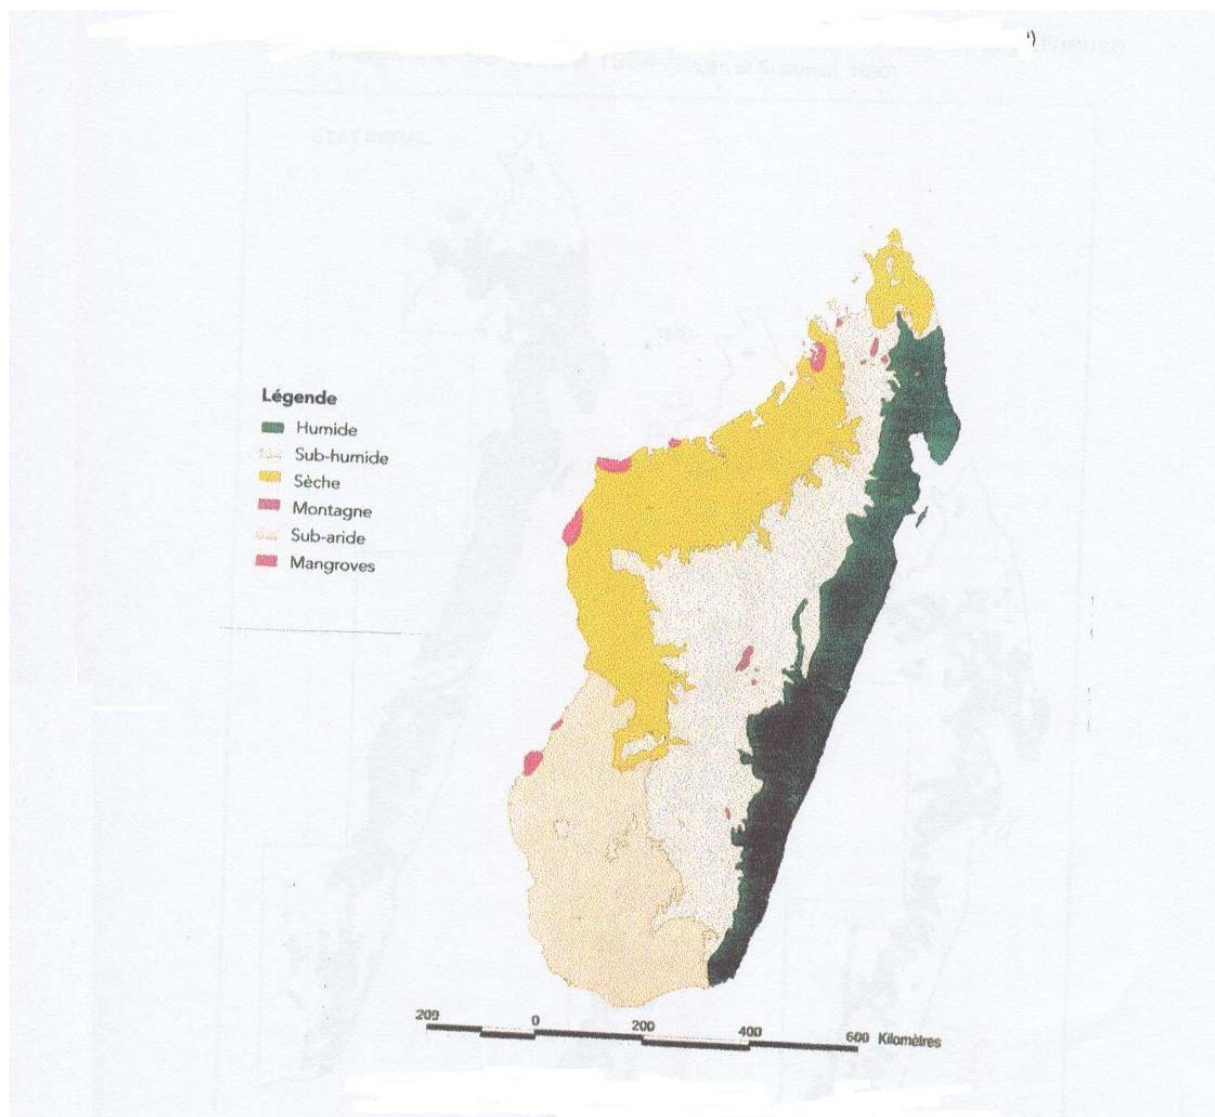 Légende
Humide
Sub-humide
Sèche
Montagne
Sub-aride
Mangroves
200 0 200 400 600 Kilomètres